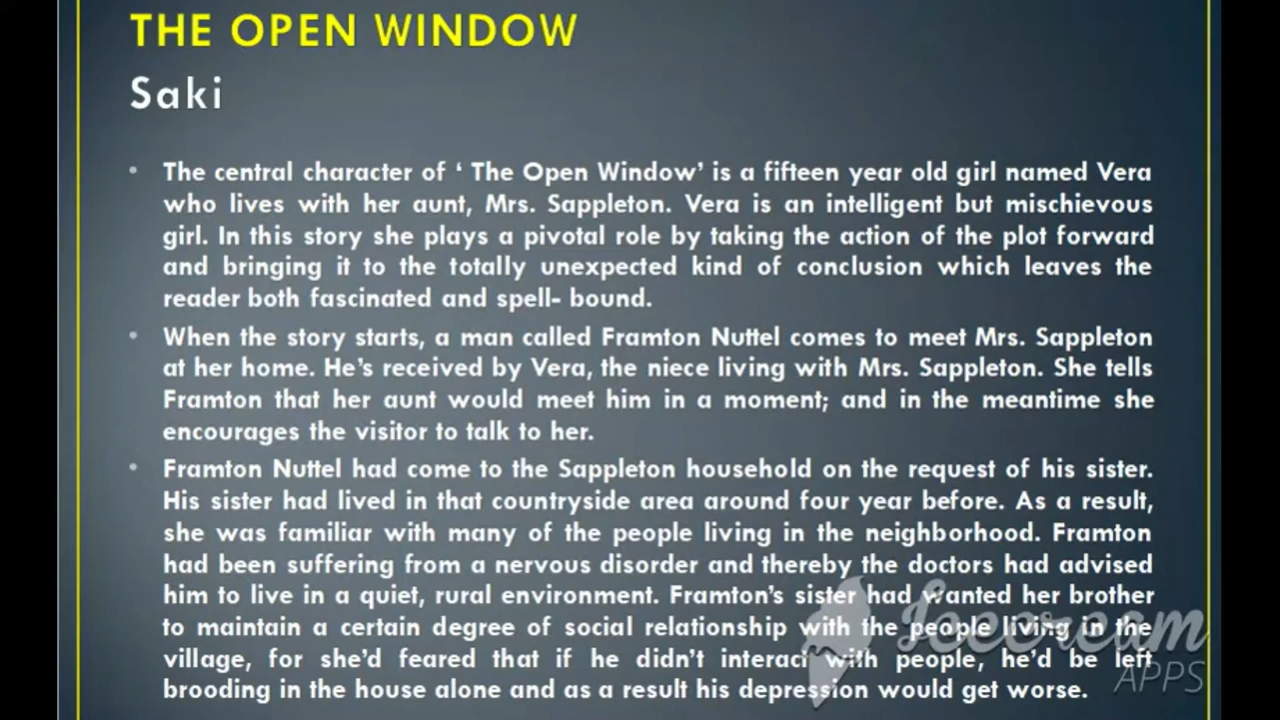 THE OPEN WINDOW
Saki
• The central character of ‘ The Open Window’ is a fifteen year old girl named Vera
who lives with her aunt, Mrs. Sappleton. Vera is an intelligent but mischievous
girl. In this story she plays a pivotal role by taking the action of the plot forward
and bringing it to the totally unexpected kind of conclusion which leaves the
reader both fascinated and spell- bound.
• When the story starts, a man called Framton Nuttel comes to meet Mrs. Sappleton
at her home. He’s received by Vera, the niece living with Mrs. Sappleton. She tells
Framton that her aunt would meet him in a moment; and in the meantime she
encourages the visitor to talk to her.
• Framton Nuttel had come to the Sappleton household on the request of his sister.
His sister had lived in that countryside area around four year before. As a result,
she was familiar with many of the people living in the neighborhood. Framton
had been suffering from a nervous disorder and thereby the doctors had advised
him to live in a quiet, rural environment. Framton’s sister had wanted her brother
to maintain a certain degree of social relationship with the people living in the
village, for she’d feared that if he didn’t interact with people, he’d be left
brooding in the house alone and as a result his depression would get worse.
Icecream
APPS